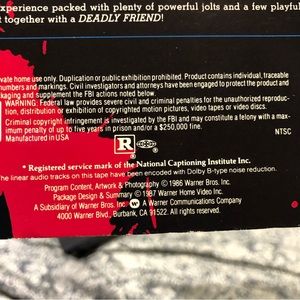 experience packed with plenty of powerful jolts and a few playful
t together with a DEADLY FRIEND!
vate home use only. Duplication or public exhibition prohibited. Product contains individual, traceable
numbers and markings. Civil investigators and attorneys have been engaged to protect the product and
ckaging and supplement the FBI actions noted below.
WARNING: Federal law provides severe civil and criminal penalties for the unauthorized reproduc-
tion, distribution or exhibition of copyrighted motion pictures, video tapes or video discs.
Criminal copyright infringement is investigated by the FBI and may constitute a felony with a max-
imum penalty of up to five years in prison and/or a $250,000 fine.
Manufactured in USA
NTSC
R
* Registered service mark of the National Captioning Institute Inc.
The linear audio tracks on this tape have been encoded with Dolby B-type noise reduction.
Program Content, Artwork & Photography © 1986 Warner Bros. Inc.
Package Design & Summary © 1987 Warner Home Video Inc.
A Subsidiary of Warner Bros. Inc. A Warner Communications Company
4000 Warner Blvd., Burbank, CA 91522. All rights reserved.